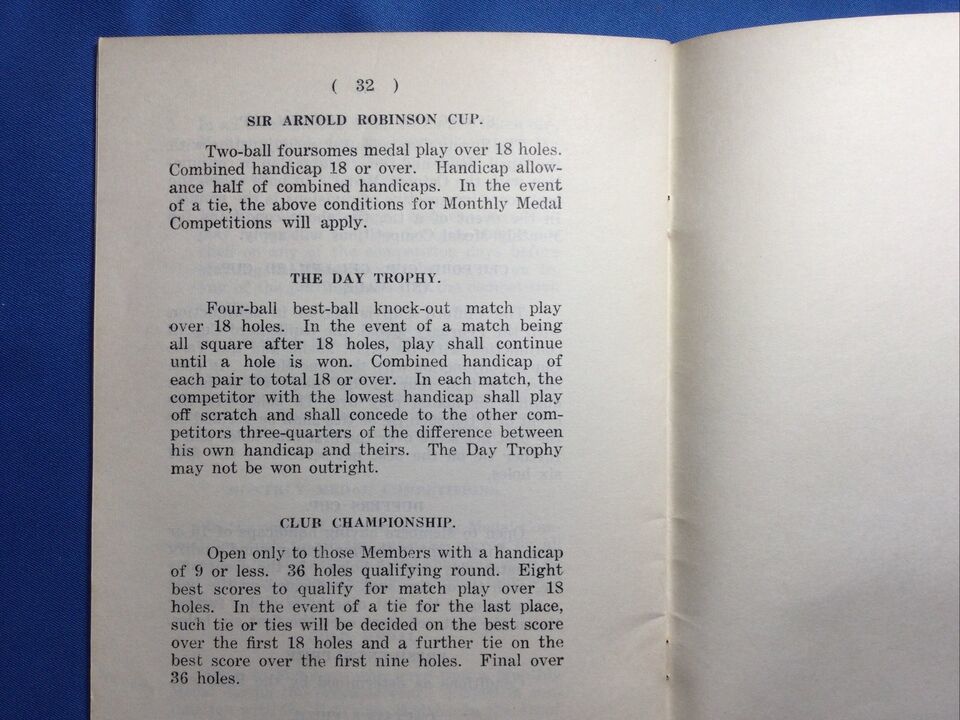 ( 32 )
SIR ARNOLD ROBINSON CUP.
Two-ball foursomes medal play over 18 holes.
Combined handicap 18 or over. Handicap allow-
ance half of combined handicaps. In the event
of a tie, the above conditions for Monthly Medal
Competitions will apply.
THE DAY TROPHY.
Four-ball best-ball knock-out match play
over 18 holes. In the event of a match being
all square after 18 holes, play shall continue
until a hole is won. Combined handicap of
each pair to total 18 or over. In each match, the
competitor with the lowest handicap shall play
off scratch and shall concede to the other com-
petitors three-quarters of the difference between
his own handicap and theirs. The Day Trophy
may not be won outright.
CLUB CHAMPIONSHIP.
Open only to those Members with a handicap
of 9 or less. 36 holes qualifying round. Eight
best scores to qualify for match play over 18
holes. In the event of a tie for the last place,
such tie or ties will be decided on the best score
over the first 18 holes and a further tie on the
best score over the first nine holes. Final over
36 holes.